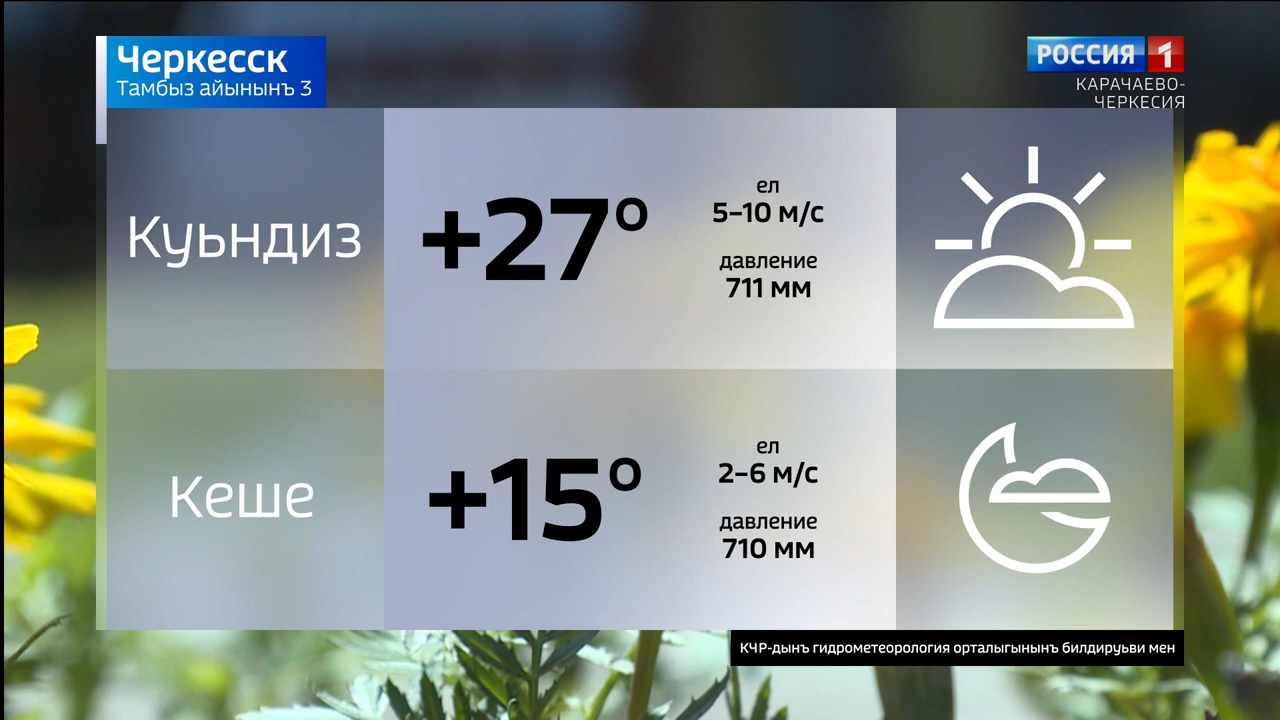 Черкесск
Тамбыз айынынъ 3
РОССИЯ 1
КАРАЧАЕВО-
ЧЕРКЕСИЯ
Куьндиз
+27°
ел
5–10 м/с
давление
711 мм
Кеше
+15°
ел
2–6 м/с
давление
710 мм
КЧР-дынъ гидрометеорология орталыгынынъ билдируьви мен